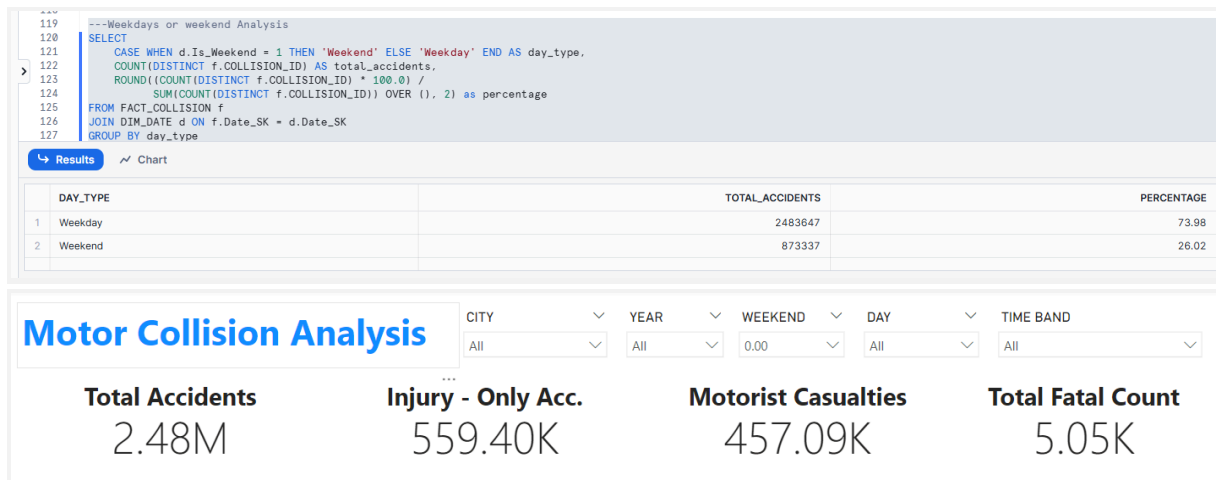 119 ---Weekdays or weekend Analysis
120 SELECT
121 CASE WHEN d.Is_Weekend = 1 THEN 'Weekend' ELSE 'Weekday' END AS day_type,
122 COUNT(DISTINCT f.COLLISION_ID) AS total_accidents,
123 ROUND((COUNT(DISTINCT f.COLLISION_ID) * 100.0) /
124 SUM(COUNT(DISTINCT f.COLLISION_ID)) OVER (), 2) as percentage
125 FROM FACT_COLLISION f
126 JOIN DIM_DATE d ON f.Date_SK = d.Date_SK
127 GROUP BY day_type
Results Chart
DAY_TYPE TOTAL_ACCIDENTS PERCENTAGE
1 Weekday 2483647 73.98
2 Weekend 873337 26.02
Motor Collision Analysis
CITY YEAR WEEKEND DAY TIME BAND
All All 0.00 All All
Total Accidents Injury - Only Acc. Motorist Casualties Total Fatal Count
2.48M 559.40K 457.09K 5.05K